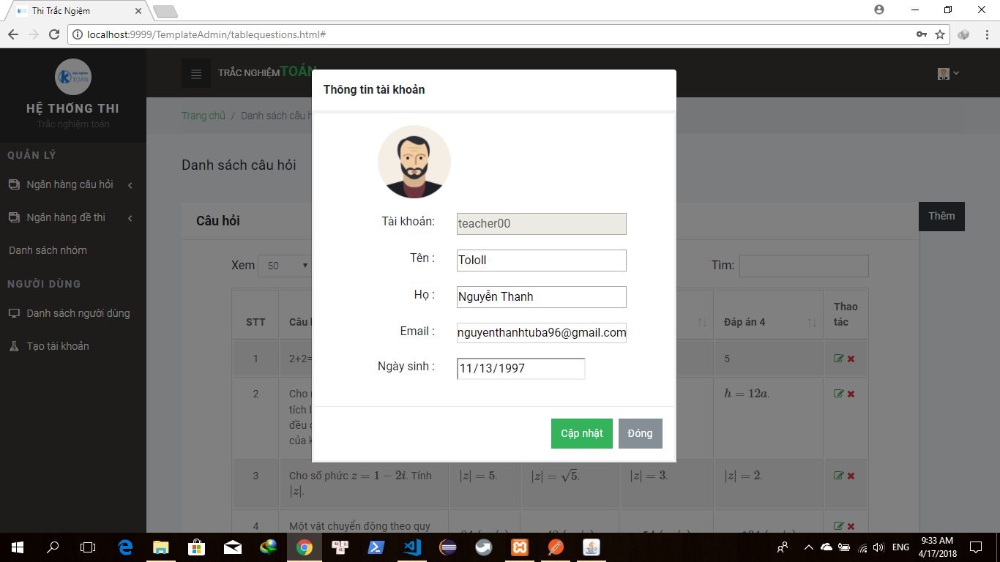 Thi Trắc Ngiệm
localhost:9999/TemplateAdmin/tablequestions.html#
TOÁN
HỆ THỐNG THI
Trắc nghiệm toán
QUẢN LÝ
Ngân hàng câu hỏi
Ngân hàng đề thi
Danh sách nhóm
NGƯỜI DÙNG
Danh sách người dùng
Tạo tài khoản
TRẮC NGHIỆMTOÁN
Trang chủ / Danh sách câu h
Danh sách câu hỏi
Câu hỏi
Thêm
Xem 50
Tìm:
STT Câu Đáp án 4 Thao tác
1 2+2= 5
2 Cho h = 12a.
tích
đều
của
3 Cho số phức z = 1 − 2i. Tính |z|. |z| = 5. |z| = √5. |z| = 3. |z| = 2.
4 Một vật chuyển động theo quy
Thông tin tài khoản
Tài khoản: teacher00
Tên : Tololl
Họ : Nguyễn Thanh
Email : nguyenthanhtuba96@gmail.com
Ngày sinh : 11/13/1997
Cập nhật Đóng
ENG
9:33 AM
4/17/2018